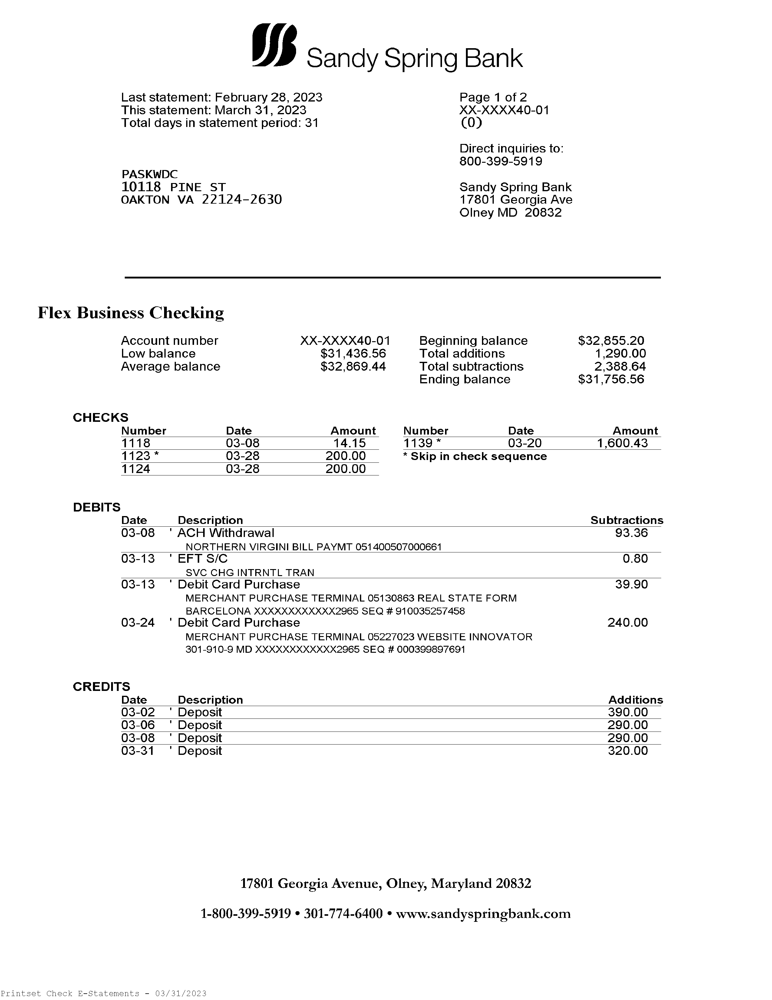 Sandy Spring Bank
Last statement: February 28, 2023
This statement: March 31, 2023
Total days in statement period: 31
Page 1 of 2
XX-XXXX40-01
(0)
Direct inquiries to:
800-399-5919
PASKWDC
10118 PINE ST
OAKTON VA 22124-2630
Sandy Spring Bank
17801 Georgia Ave
Olney MD 20832
Flex Business Checking
Account number XX-XXXX40-01 Beginning balance $32,855.20
Low balance $31,436.56 Total additions 1,290.00
Average balance $32,869.44 Total subtractions 2,388.64
Ending balance $31,756.56
CHECKS
Number Date Amount Number Date Amount
1118 03-08 14.15 1139 * 03-20 1,600.43
1123 * 03-28 200.00 * Skip in check sequence
1124 03-28 200.00
DEBITS
Date Description Subtractions
03-08 ' ACH Withdrawal 93.36
NORTHERN VIRGINI BILL PAYMT 051400507000661
03-13 ' EFT S/C 0.80
SVC CHG INTRNTL TRAN
03-13 ' Debit Card Purchase 39.90
MERCHANT PURCHASE TERMINAL 05130863 REAL STATE FORM
BARCELONA XXXXXXXXXXXX2965 SEQ # 910035257458
03-24 ' Debit Card Purchase 240.00
MERCHANT PURCHASE TERMINAL 05227023 WEBSITE INNOVATOR
301-910-9 MD XXXXXXXXXXXX2965 SEQ # 000399897691
CREDITS
Date Description Additions
03-02 ' Deposit 390.00
03-06 ' Deposit 290.00
03-08 ' Deposit 290.00
03-31 ' Deposit 320.00
17801 Georgia Avenue, Olney, Maryland 20832
1-800-399-5919 • 301-774-6400 • www.sandyspringbank.com
Printset Check E-Statements - 03/31/2023